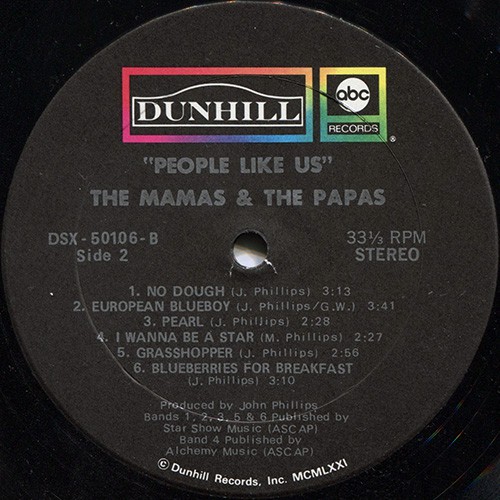 DUNHILL
abc
RECORDS
®
"PEOPLE LIKE US"
THE MAMAS & THE PAPAS
DSX-50106-B
Side 2
33⅓ RPM
STEREO
1. NO DOUGH (J. Phillips) 3:13
2. EUROPEAN BLUEBOY (J. Phillips/G.W.) 3:41
3. PEARL (J. Phillips) 2:28
4. I WANNA BE A STAR (M. Phillips) 2:27
5. GRASSHOPPER (J. Phillips) 2:56
6. BLUEBERRIES FOR BREAKFAST
(J. Phillips) 3:10
Produced by John Phillips
Bands 1, 2, 3, 5 & 6 Published by
Star Show Music (ASCAP)
Band 4 Published by
Alchemy Music (ASCAP)
© Dunhill Records, Inc. MCMLXXI